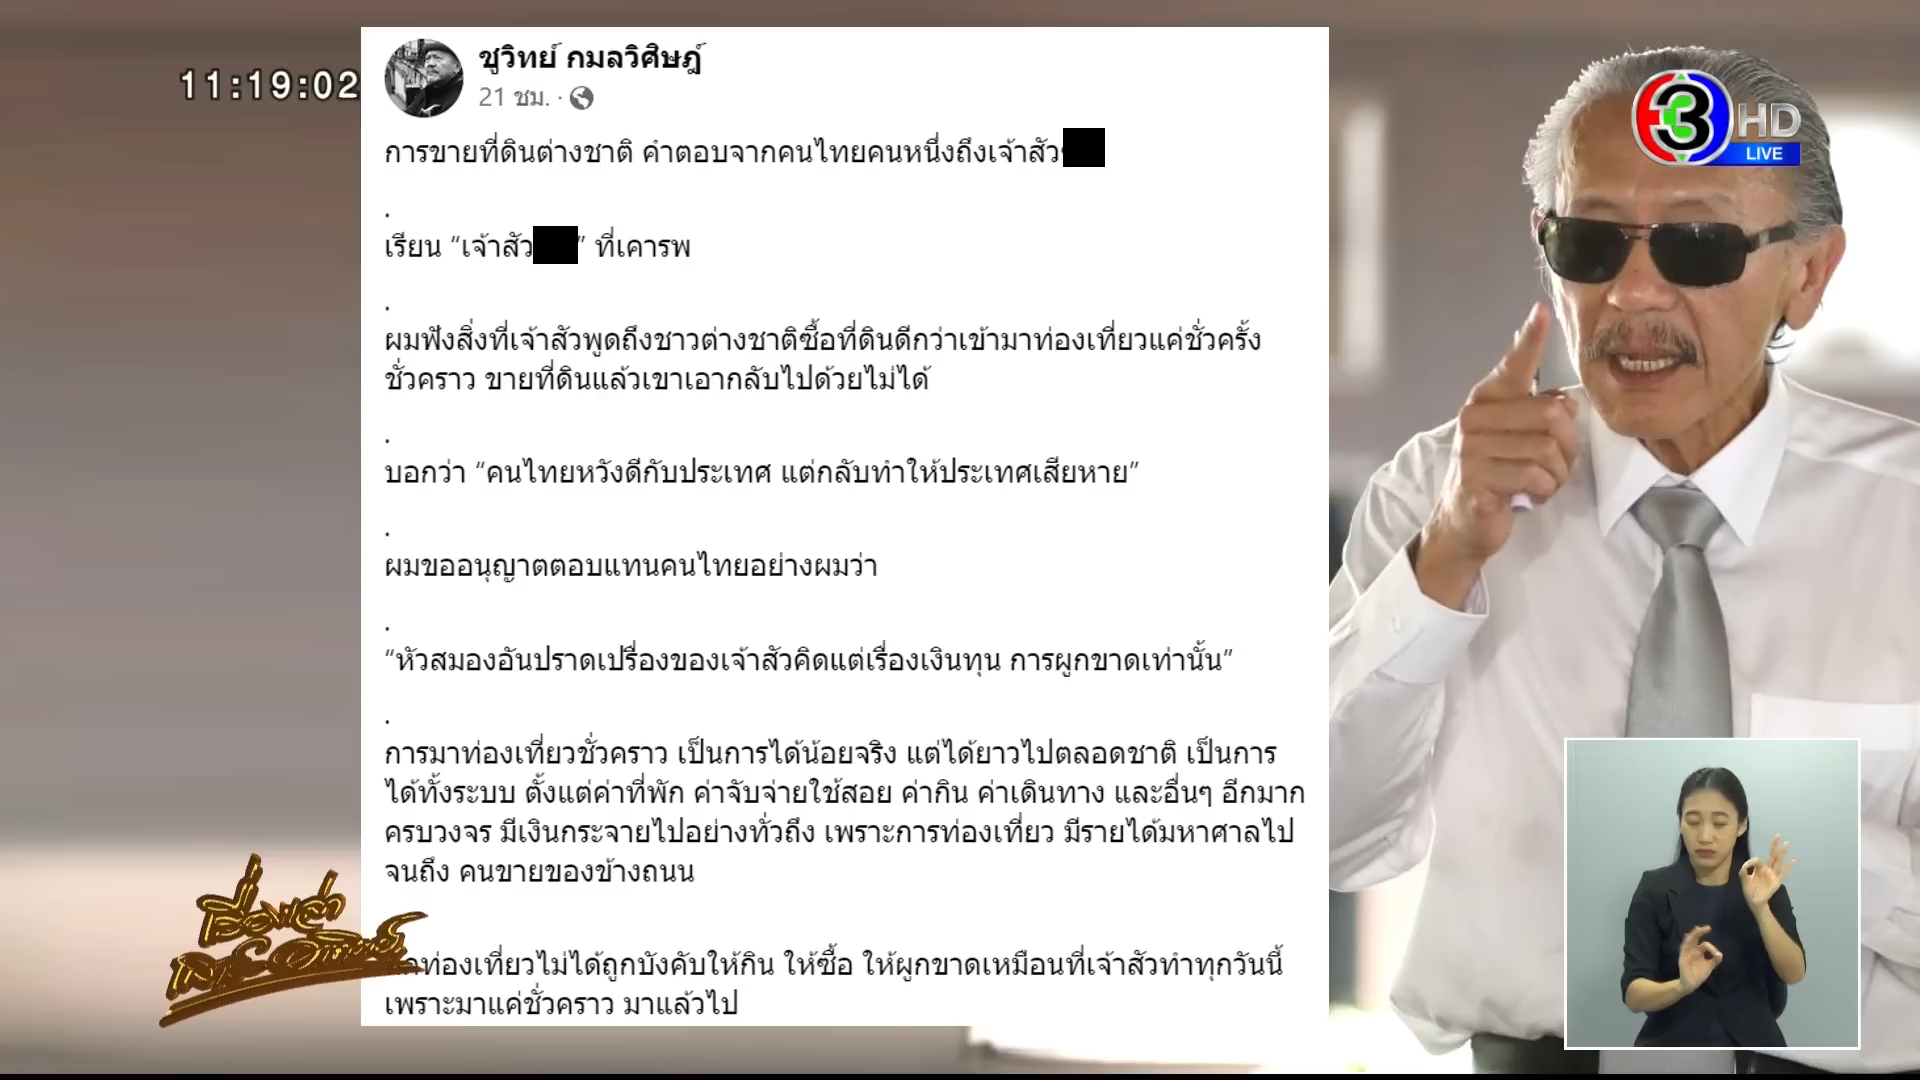 11:19:02
ชูวิทย์ กมลวิศิษฎ์
21 ชม. ·
3 HD
LIVE
การขายที่ดินต่างชาติ คำตอบจากคนไทยคนหนึ่งถึงเจ้าสัว
.
เรียน “เจ้าสัว ” ที่เคารพ
.
ผมฟังสิ่งที่เจ้าสัวพูดถึงชาวต่างชาติซื้อที่ดินดีกว่าเข้ามาท่องเที่ยวแค่ชั่วครั้ง
ชั่วคราว ขายที่ดินแล้วเขาเอากลับไปด้วยไม่ได้
.
บอกว่า “คนไทยหวังดีกับประเทศ แต่กลับทำให้ประเทศเสียหาย”
.
ผมขออนุญาตตอบแทนคนไทยอย่างผมว่า
.
“หัวสมองอันปราดเปรื่องของเจ้าสัวคิดแต่เรื่องเงินทุน การผูกขาดเท่านั้น”
.
การมาท่องเที่ยวชั่วคราว เป็นการได้น้อยจริง แต่ได้ยาวไปตลอดชาติ เป็นการ
ได้ทั้งระบบ ตั้งแต่ค่าที่พัก ค่าจับจ่ายใช้สอย ค่ากิน ค่าเดินทาง และอื่นๆ อีกมาก
ครบวงจร มีเงินกระจายไปอย่างทั่วถึง เพราะการท่องเที่ยว มีรายได้มหาศาลไป
จนถึง คนขายของข้างถนน
ท่องเที่ยวไม่ได้ถูกบังคับให้กิน ให้ซื้อ ให้ผูกขาดเหมือนที่เจ้าสัวทำทุกวันนี้
เพราะมาแค่ชั่วคราว มาแล้วไป
เรื่องเล่า
เสาร์-อาทิตย์